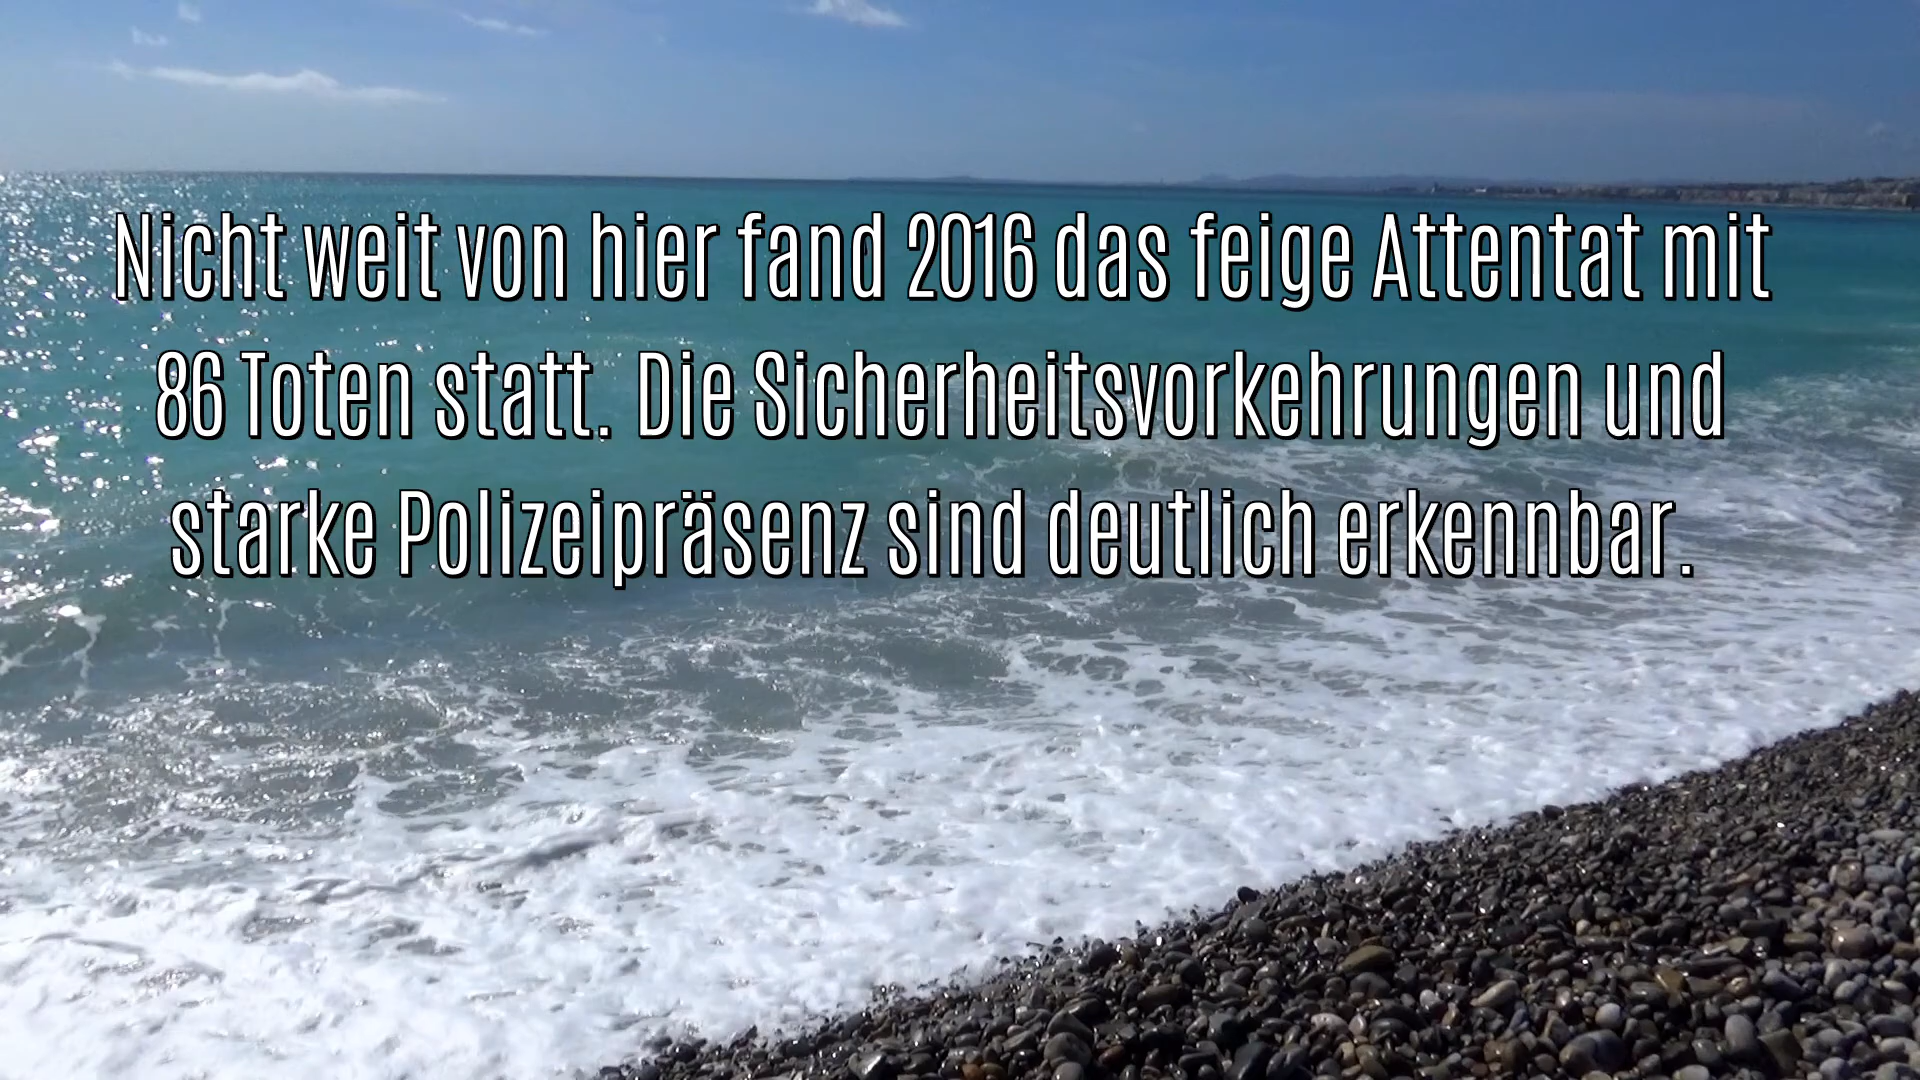 Nicht weit von hier fand 2016 das feige Attentat mit
86 Toten statt. Die Sicherheitsvorkehrungen und
starke Polizeipräsenz sind deutlich erkennbar.